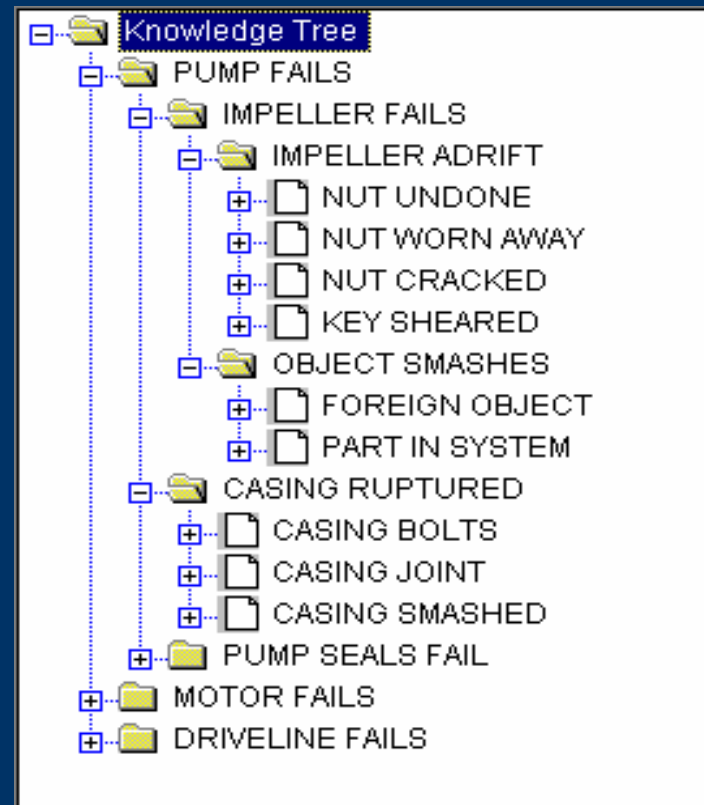 Knowledge Tree
PUMP FAILS
IMPELLER FAILS
IMPELLER ADRIFT
NUT UNDONE
NUT WORN AWAY
NUT CRACKED
KEY SHEARED
OBJECT SMASHES
FOREIGN OBJECT
PART IN SYSTEM
CASING RUPTURED
CASING BOLTS
CASING JOINT
CASING SMASHED
PUMP SEALS FAIL
MOTOR FAILS
DRIVELINE FAILS